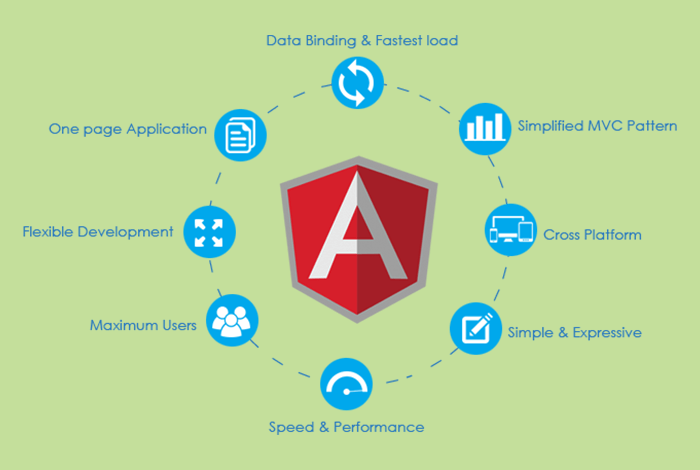 Data Binding & Fastest load
One page Application
Simplified MVC Pattern
Flexible Development
Cross Platform
Maximum Users
Simple & Expressive
Speed & Performance
A